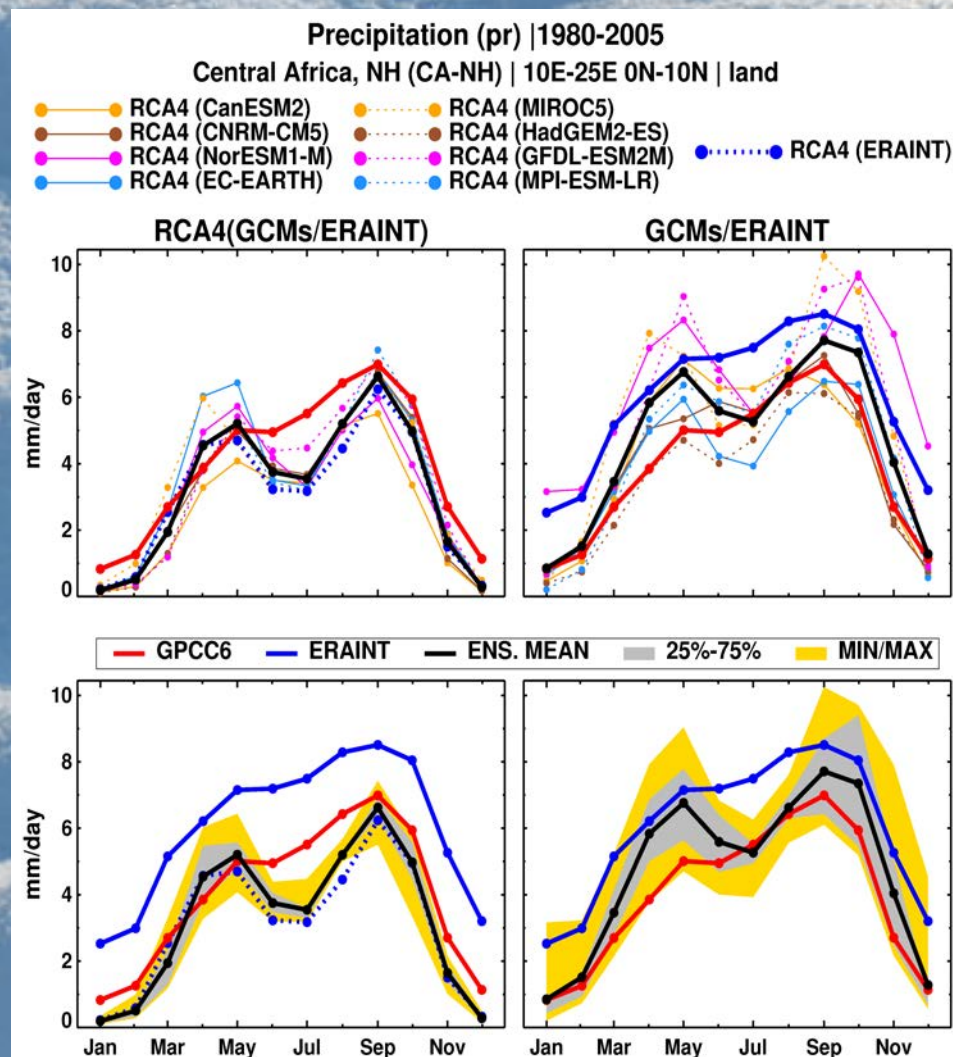 Precipitation (pr) |1980-2005
Central Africa, NH (CA-NH) | 10E-25E 0N-10N | land
RCA4 (CanESM2)
RCA4 (CNRM-CM5)
RCA4 (NorESM1-M)
RCA4 (EC-EARTH)
RCA4 (MIROC5)
RCA4 (HadGEM2-ES)
RCA4 (GFDL-ESM2M)
RCA4 (MPI-ESM-LR)
RCA4 (ERAINT)
RCA4(GCMs/ERAINT)
GCMs/ERAINT
10
8
6
4
2
0
mm/day
GPCC6 ERAINT ENS. MEAN 25%-75% MIN/MAX
10
8
6
4
2
0
mm/day
Jan Mar May Jul Sep Nov
Jan Mar May Jul Sep Nov